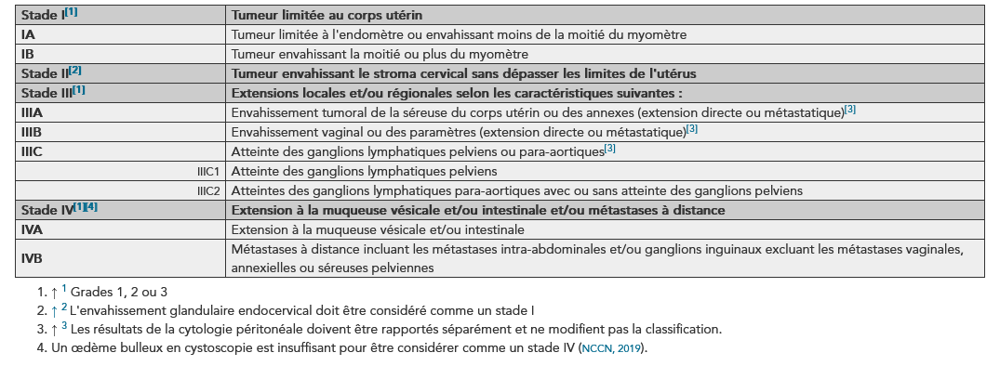 Stade I[1] Tumeur limitée au corps utérin
IA Tumeur limitée à l'endomètre ou envahissant moins de la moitié du myomètre
IB Tumeur envahissant la moitié ou plus du myomètre
Stade II[2] Tumeur envahissant le stroma cervical sans dépasser les limites de l'utérus
Stade III[1] Extensions locales et/ou régionales selon les caractéristiques suivantes :
IIIA Envahissement tumoral de la séreuse du corps utérin ou des annexes (extension directe ou métastatique)[3]
IIIB Envahissement vaginal ou des paramètres (extension directe ou métastatique)[3]
IIIC Atteinte des ganglions lymphatiques pelviens ou para-aortiques[3]
IIIC1 Atteinte des ganglions lymphatiques pelviens
IIIC2 Atteintes des ganglions lymphatiques para-aortiques avec ou sans atteinte des ganglions pelviens
Stade IV[1][4] Extension à la muqueuse vésicale et/ou intestinale et/ou métastases à distance
IVA Extension à la muqueuse vésicale et/ou intestinale
IVB Métastases à distance incluant les métastases intra-abdominales et/ou ganglions inguinaux excluant les métastases vaginales,
annexielles ou séreuses pelviennes
1. ↑ 1 Grades 1, 2 ou 3
2. ↑ 2 L'envahissement glandulaire endocervical doit être considéré comme un stade I
3. ↑ 3 Les résultats de la cytologie péritonéale doivent être rapportés séparément et ne modifient pas la classification.
4. Un œdème bulleux en cystoscopie est insuffisant pour être considérer comme un stade IV (NCCN, 2019).